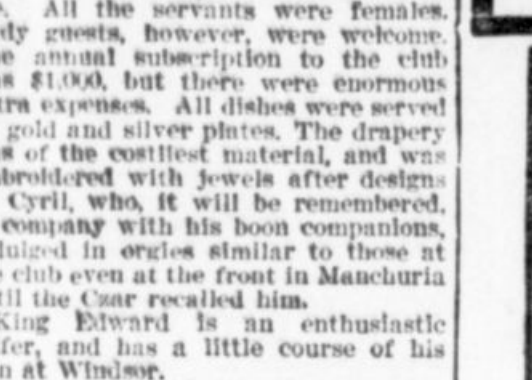 All the servants were females.
dy guests, however, were welcome.
e annual subscription to the club
s $1,000, but there were enormous
tra expenses. All dishes were served
gold and silver plates. The drapery
s of the costliest material, and was
broidered with jewels after designs
Cyril, who, it will be remembered,
company with his boon companions,
dulged in orgies similar to those at
e club even at the front in Manchuria
til the Czar recalled him.
King Edward is an enthusiastic
fer, and has a little course of his
n at Windsor.